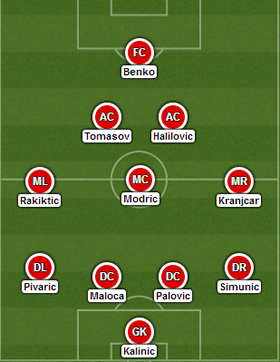 FC
Benko
AC
AC
Tomasov
Halilovic
ML
MC
MR
Rakiktic
Modric
Kranjcar
DL
DC
DC
DR
Pivaric
Maloca
Palovic
Simunic
GK
Kalinic